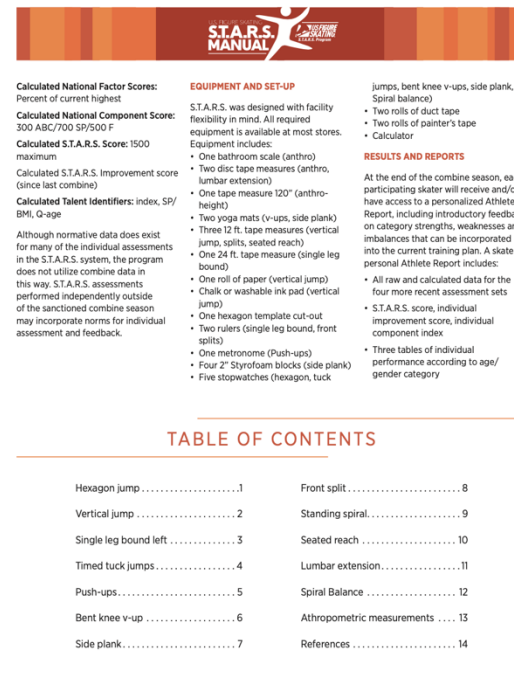 U.S. FIGURE SKATING
S.T.A.R.S.
MANUAL
U.S. FIGURE
SKATING
S.T.A.R.S. Program
Calculated National Factor Scores:
Percent of current highest
Calculated National Component Score:
300 ABC/700 SP/500 F
Calculated S.T.A.R.S. Score: 1500
maximum
Calculated S.T.A.R.S. Improvement score
(since last combine)
Calculated Talent Identifiers: index, SP/
BMI, Q-age
Although normative data does exist
for many of the individual assessments
in the S.T.A.R.S. system, the program
does not utilize combine data in
this way. S.T.A.R.S. assessments
performed independently outside
of the sanctioned combine season
may incorporate norms for individual
assessment and feedback.
EQUIPMENT AND SET-UP
S.T.A.R.S. was designed with facility
flexibility in mind. All required
equipment is available at most stores.
Equipment includes:
• One bathroom scale (anthro)
• Two disc tape measures (anthro,
lumbar extension)
• One tape measure 120” (anthro-
height)
• Two yoga mats (v-ups, side plank)
• Three 12 ft. tape measures (vertical
jump, splits, seated reach)
• One 24 ft. tape measure (single leg
bound)
• One roll of paper (vertical jump)
• Chalk or washable ink pad (vertical
jump)
• One hexagon template cut-out
• Two rulers (single leg bound, front
splits)
• One metronome (Push-ups)
• Four 2” Styrofoam blocks (side plank)
• Five stopwatches (hexagon, tuck
jumps, bent knee v-ups, side plank,
Spiral balance)
• Two rolls of duct tape
• Two rolls of painter’s tape
• Calculator
RESULTS AND REPORTS
At the end of the combine season, ea
participating skater will receive and/o
have access to a personalized Athlete
Report, including introductory feedba
on category strengths, weaknesses an
imbalances that can be incorporated
into the current training plan. A skate
personal Athlete Report includes:
• All raw and calculated data for the
four more recent assessment sets
• S.T.A.R.S. score, individual
improvement score, individual
component index
• Three tables of individual
performance according to age/
gender category
TABLE OF CONTENTS
Hexagon jump.....................1
Vertical jump .....................2
Single leg bound left ..............3
Timed tuck jumps.................4
Push-ups.........................5
Bent knee v-up ...................6
Side plank........................7
Front split........................8
Standing spiral....................9
Seated reach ....................10
Lumbar extension.................11
Spiral Balance ...................12
Athropometric measurements ....13
References ......................14